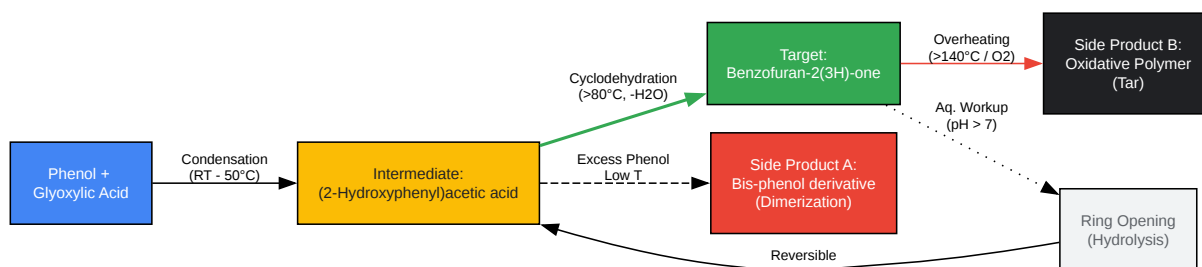 Phenol +
Glyoxylic Acid
Condensation
(RT - 50°C)
Intermediate:
(2-Hydroxyphenyl)acetic acid
Cyclodehydration
(>80°C, -H2O)
Target:
Benzofuran-2(3H)-one
Overheating
(>140°C / O2)
Side Product B:
Oxidative Polymer
(Tar)
Excess Phenol
Low T
Side Product A:
Bis-phenol derivative
(Dimerization)
Aq. Workup
(pH > 7)
Ring Opening
(Hydrolysis)
Reversible